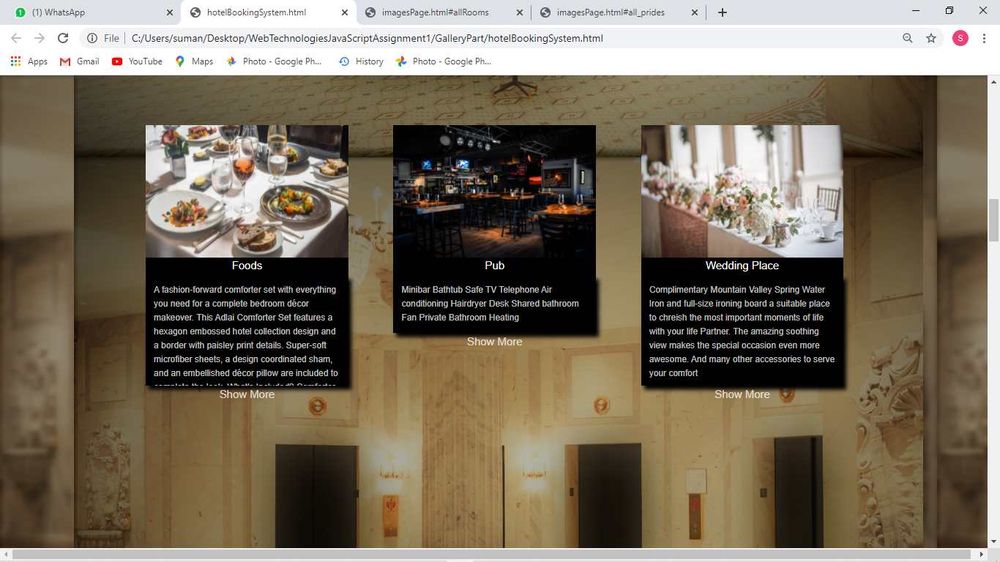 (1) WhatsApp
hotelBookingSystem.html
imagesPage.html#allRooms
imagesPage.html#all_prides
File
C:/Users/suman/Desktop/WebTechnologiesJavaScriptAssignment1/GalleryPart/hotelBookingSystem.html
S
Apps
Gmail
YouTube
Maps
Photo - Google Ph...
History
Photo - Google Ph...
Foods
A fashion-forward comforter set with everything
you need for a complete bedroom décor
makeover. This Adlai Comforter Set features a
hexagon embossed hotel collection design and
a border with paisley print details. Super-soft
microfiber sheets, a design coordinated sham,
and an embellished décor pillow are included to
complete the look. What's Included? Comforter
Show More
Pub
Minibar Bathtub Safe TV Telephone Air
conditioning Hairdryer Desk Shared bathroom
Fan Private Bathroom Heating
Show More
Wedding Place
Complimentary Mountain Valley Spring Water
Iron and full-size ironing board a suitable place
to chreish the most important moments of life
with your life Partner. The amazing soothing
view makes the special occasion even more
awesome. And many other accessories to serve
your comfort
Show More